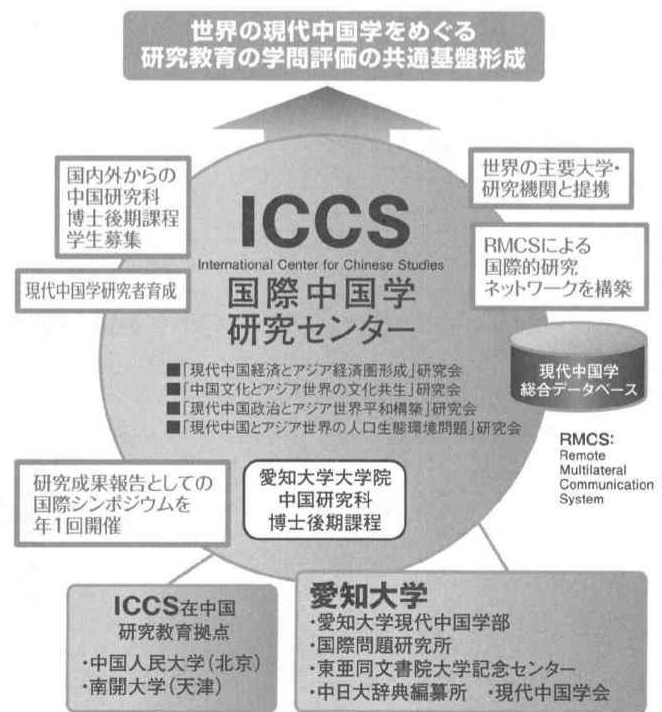 世界の現代中国学をめぐる
研究教育の学問評価の共通基盤形成
国内外からの
中国研究科
博士後期課程
学生募集
現代中国学研究者育成
ICCS
International Center for Chinese Studies
国際中国学
研究センター
世界の主要大学・
研究機関と提携
RMCSによる
国際的研究
ネットワークを構築
■「現代中国経済とアジア経済圏形成」研究会
■「中国文化とアジア世界の文化共生」研究会
■「現代中国政治とアジア世界平和構築」研究会
■「現代中国とアジア世界の人口生態環境問題」研究会
現代中国学
総合データベース
RMCS:
Remote
Multilateral
Communication
System
研究成果報告としての
国際シンポジウムを
年1回開催
愛知大学大学院
中国研究科
博士後期課程
ICCS在中国
研究教育拠点
・中国人民大学(北京)
・南開大学(天津)
愛知大学
・愛知大学現代中国学部
・国際問題研究所
・東亜同文書院大学記念センター
・中日大辞典編纂所 ・現代中国学会